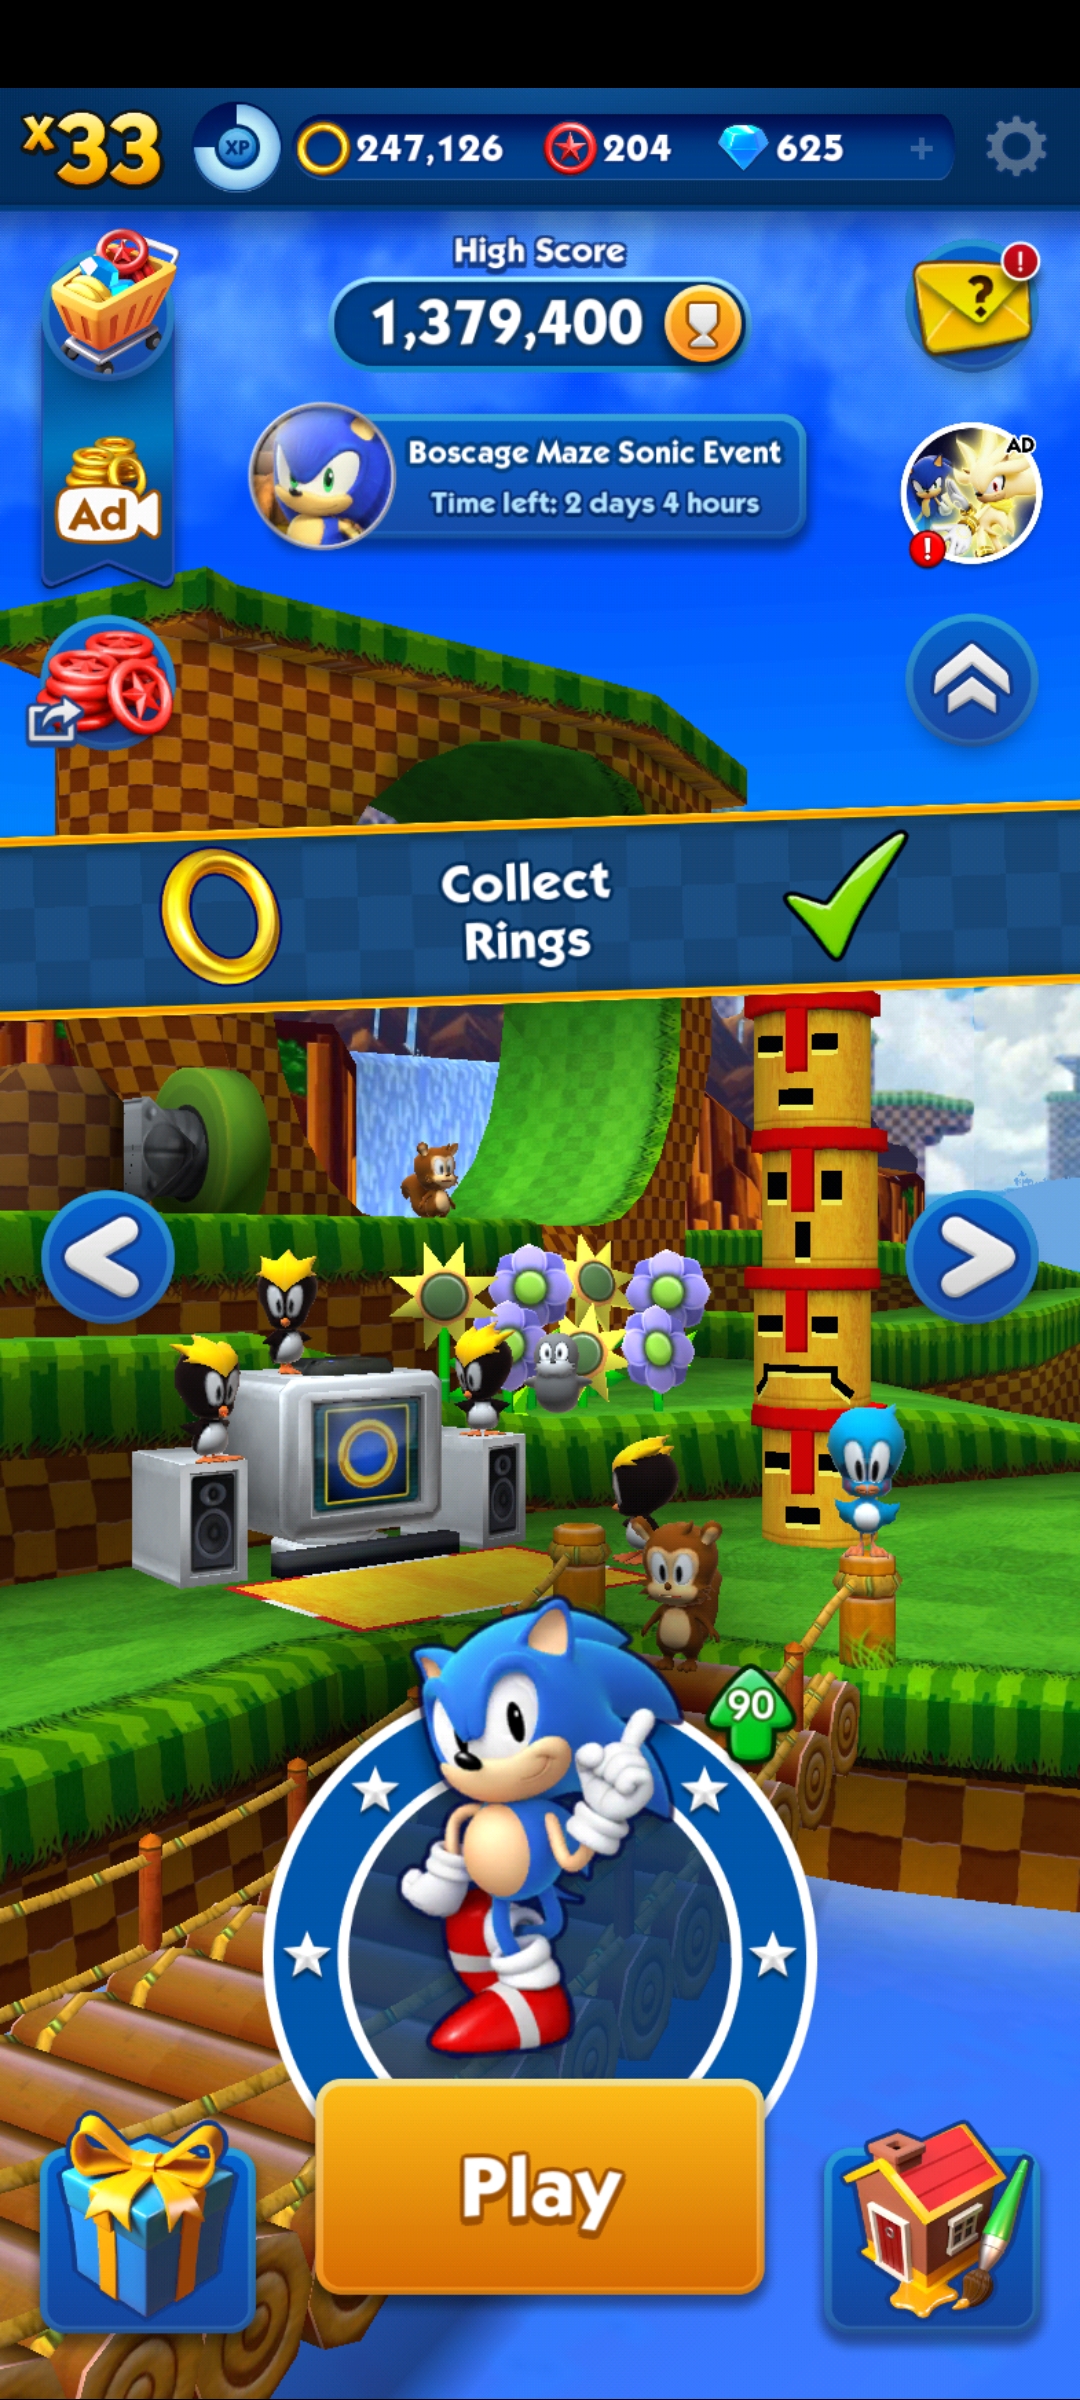 x33
XP
247,126
204
625
+
High Score
1,379,400
?
!
Boscage Maze Sonic Event
Time left: 2 days 4 hours
AD
!
Ad
Collect
Rings
90
Play